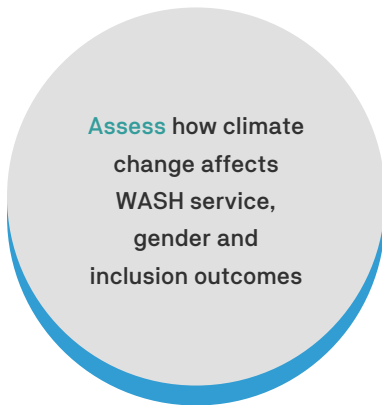 Assess how climate
change affects
WASH service,
gender and
inclusion outcomes